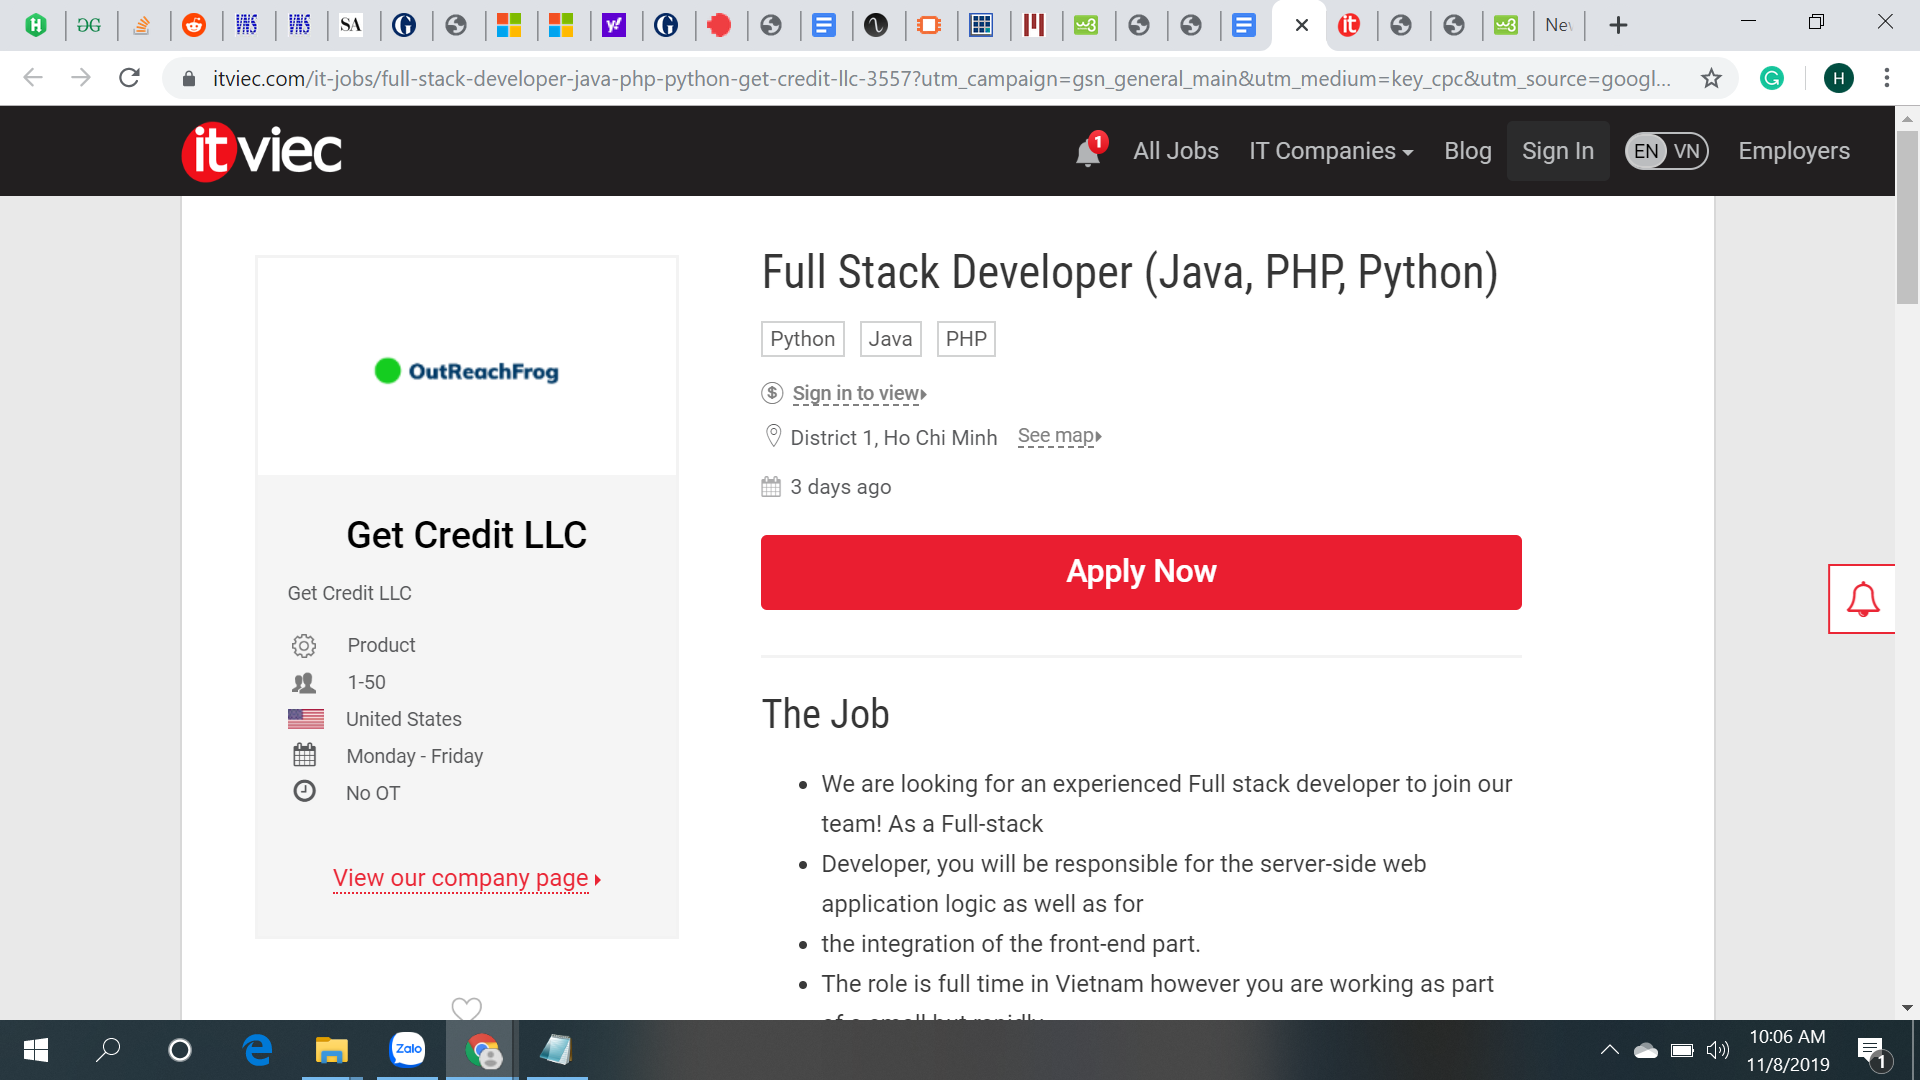 New
itviec.com/it-jobs/full-stack-developer-java-php-python-get-credit-llc-3557?utm_campaign=gsn_general_main&utm_medium=key_cpc&utm_source=googl...
H
itviec
1
All Jobs
IT Companies
Blog
Sign In
EN VN
Employers
OutReachFrog
Get Credit LLC
Get Credit LLC
Product
1-50
United States
Monday - Friday
No OT
View our company page
Full Stack Developer (Java, PHP, Python)
Python Java PHP
Sign in to view
District 1, Ho Chi Minh See map
3 days ago
Apply Now
The Job
We are looking for an experienced Full stack developer to join our
team! As a Full-stack
Developer, you will be responsible for the server-side web
application logic as well as for
the integration of the front-end part.
The role is full time in Vietnam however you are working as part
of a small but rapidly
Zalo
10:06 AM
11/8/2019
1